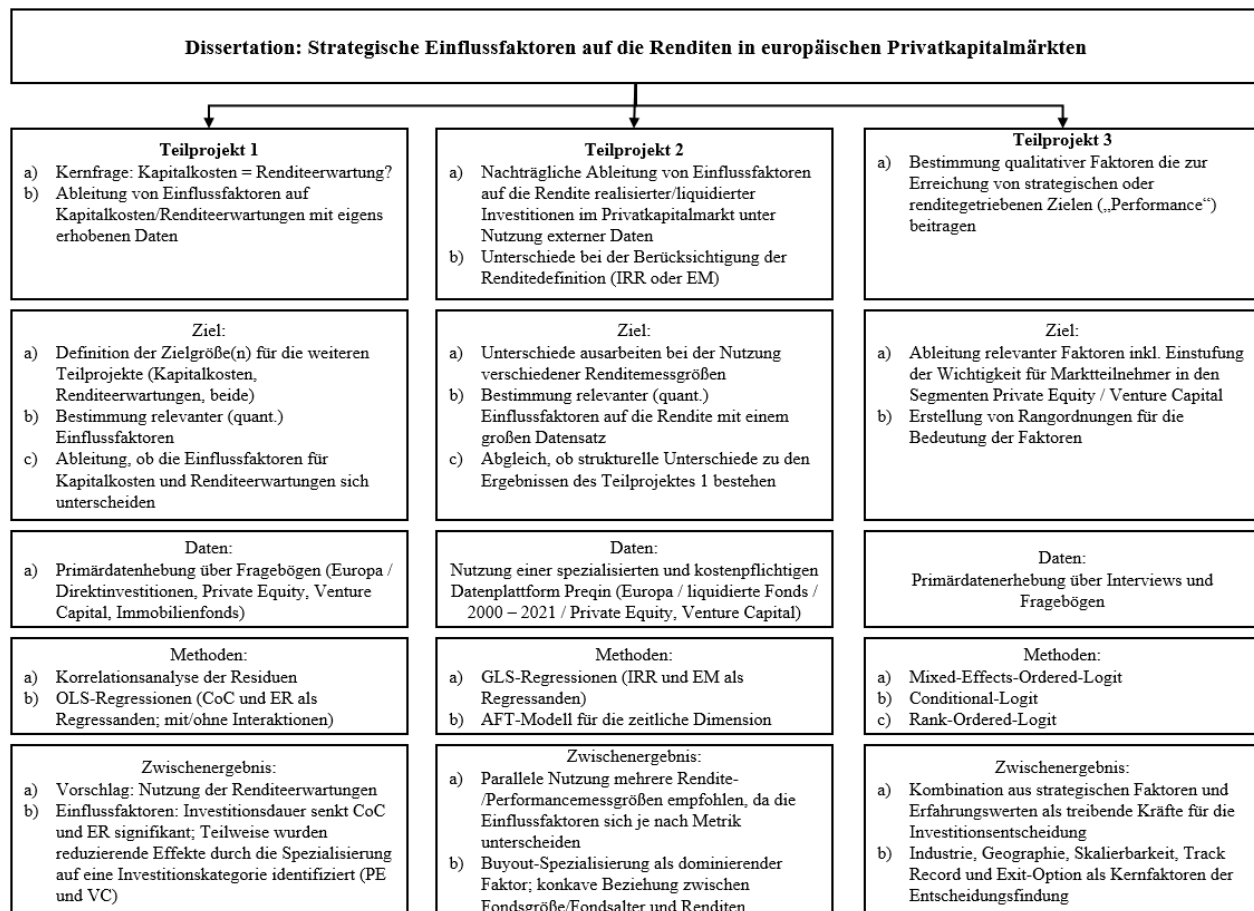 Dissertation: Strategische Einflussfaktoren auf die Renditen in europäischen Privatkapitalmärkten
Teilprojekt 1
a) Kernfrage: Kapitalkosten = Renditeerwartung?
b) Ableitung von Einflussfaktoren auf
Kapitalkosten/Renditeerwartungen mit eigens
erhobenen Daten
Teilprojekt 2
a) Nachträgliche Ableitung von Einflussfaktoren
auf die Rendite realisierter/liquidierter
Investitionen im Privatkapitalmarkt unter
Nutzung externer Daten
b) Unterschiede bei der Berücksichtigung der
Renditedefinition (IRR oder EM)
Teilprojekt 3
a) Bestimmung qualitativer Faktoren die zur
Erreichung von strategischen oder
renditegetriebenen Zielen („Performance“)
beitragen
Ziel:
a) Definition der Zielgröße(n) für die weiteren
Teilprojekte (Kapitalkosten,
Renditeerwartungen, beide)
b) Bestimmung relevanter (quant.)
Einflussfaktoren
c) Ableitung, ob die Einflussfaktoren für
Kapitalkosten und Renditeerwartungen sich
unterscheiden
Ziel:
a) Unterschiede ausarbeiten bei der Nutzung
verschiedener Renditemessgrößen
b) Bestimmung relevanter (quant.)
Einflussfaktoren auf die Rendite mit einem
großen Datensatz
c) Abgleich, ob strukturelle Unterschiede zu den
Ergebnissen des Teilprojektes 1 bestehen
Ziel:
a) Ableitung relevanter Faktoren inkl. Einstufung
der Wichtigkeit für Marktteilnehmer in den
Segmenten Private Equity / Venture Capital
b) Erstellung von Rangordnungen für die
Bedeutung der Faktoren
Daten:
a) Primärdatenhebung über Fragebögen (Europa /
Direktinvestitionen, Private Equity, Venture
Capital, Immobilienfonds)
Daten:
Nutzung einer spezialisierten und kostenpflichtigen
Datenplattform Preqin (Europa / liquidierte Fonds /
2000 – 2021 / Private Equity, Venture Capital)
Daten:
Primärdatenerhebung über Interviews und
Fragebögen
Methoden:
a) Korrelationsanalyse der Residuen
b) OLS-Regressionen (CoC und ER als
Regressanden; mit/ohne Interaktionen)
Methoden:
a) GLS-Regressionen (IRR und EM als
Regressanden)
b) AFT-Modell für die zeitliche Dimension
Methoden:
a) Mixed-Effects-Ordered-Logit
b) Conditional-Logit
c) Rank-Ordered-Logit
Zwischenergebnis:
a) Vorschlag: Nutzung der Renditeerwartungen
b) Einflussfaktoren: Investitionsdauer senkt CoC
und ER signifikant; Teilweise wurden
reduzierende Effekte durch die Spezialisierung
auf eine Investitionskategorie identifiziert (PE
und VC)
Zwischenergebnis:
a) Parallele Nutzung mehrere Rendite-
/Performancemessgrößen empfohlen, da die
Einflussfaktoren sich je nach Metrik
unterscheiden
b) Buyout-Spezialisierung als dominierender
Faktor; konkave Beziehung zwischen
Fondsgröße/Fondsalter und Renditen
Zwischenergebnis:
a) Kombination aus strategischen Faktoren und
Erfahrungswerten als treibende Kräfte für die
Investitionsentscheidung
b) Industrie, Geographie, Skalierbarkeit, Track
Record und Exit-Option als Kernfaktoren der
Entscheidungsfindung